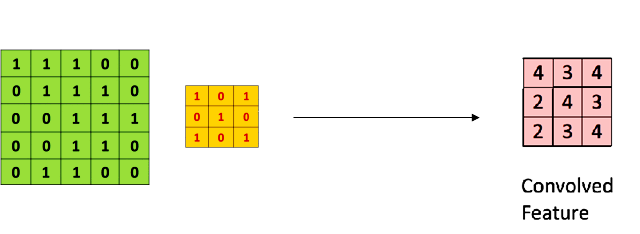 1 1 1 0 0
0 1 1 1 0
0 0 1 1 1
0 0 1 1 0
0 1 1 0 0
1 0 1
0 1 0
1 0 1
4 3 4
2 4 3
2 3 4
Convolved
Feature